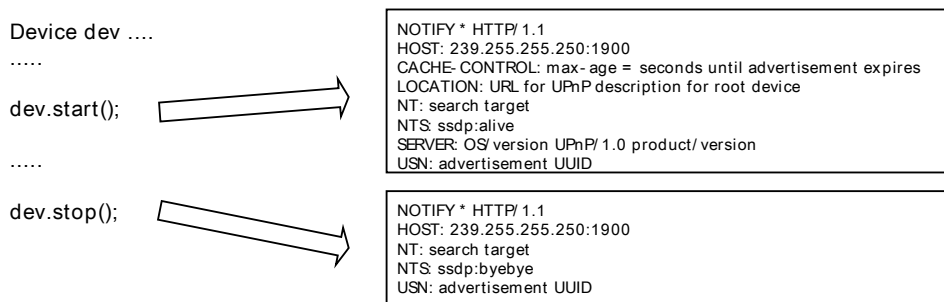 Device dev ....
.....
dev.start();
.....
dev.stop();
NOTIFY * HTTP/1.1
HOST: 239.255.255.250:1900
CACHE-CONTROL: max-age = seconds until advertisement expires
LOCATION: URL for UPnP description for root device
NT: search target
NTS: ssdp:alive
SERVER: OS/version UPnP/1.0 product/version
USN: advertisement UUID
NOTIFY * HTTP/1.1
HOST: 239.255.255.250:1900
NT: search target
NTS: ssdp:byebye
USN: advertisement UUID